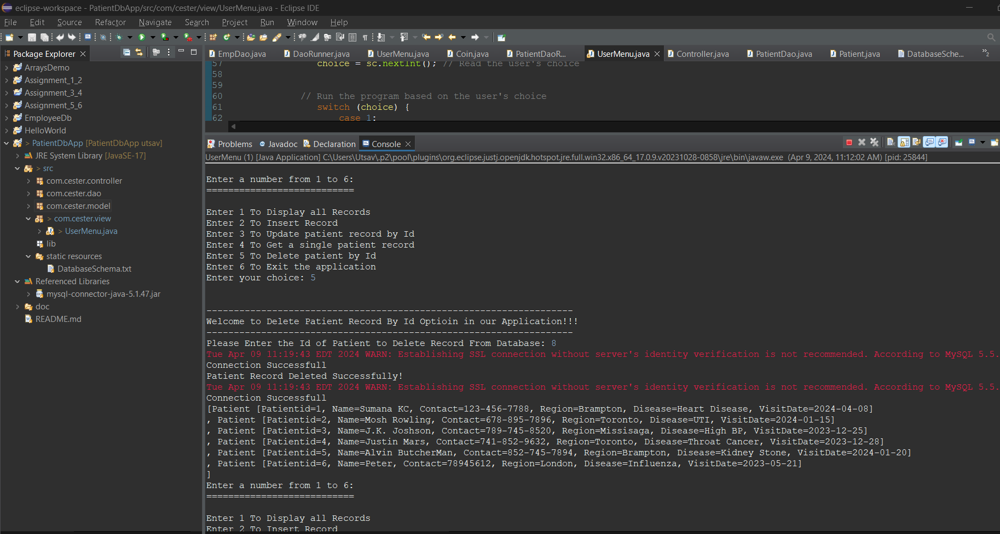 eclipse-workspace - PatientDbApp/src/com/cester/view/UserMenu.java - Eclipse IDE
File Edit Source Refactor Navigate Search Project Run Window Help
Package Explorer
EmpDao.java DaoRunner.java UserMenu.java Coin.java PatientDaoR... UserMenu.java Controller.java PatientDao.java Patient.java DatabaseSche... »2
ArraysDemo
Assignment_1_2
Assignment_3_4
Assignment_5_6
EmployeeDb
HelloWorld
> PatientDbApp [PatientDbApp utsav]
JRE System Library [JavaSE-17]
> src
com.cester.controller
com.cester.dao
com.cester.model
> com.cester.view
> UserMenu.java
lib
static resources
DatabaseSchema.txt
Referenced Libraries
mysql-connector-java-5.1.47.jar
doc
README.md
57 choice = sc.nextInt(); // Read the user's choice
58
59
60 // Run the program based on the user's choice
61 switch (choice) {
62 case 1:
Problems Javadoc Declaration Console
UserMenu (1) [Java Application] C:\Users\Utsav\.p2\pool\plugins\org.eclipse.justj.openjdk.hotspot.jre.full.win32.x86_64_17.0.9.v20231028-0858\jre\bin\javaw.exe (Apr 9, 2024, 11:12:02 AM) [pid: 25844]
Enter a number from 1 to 6:
===========================
Enter 1 To Display all Records
Enter 2 To Insert Record
Enter 3 To Update patient record by Id
Enter 4 To Get a single patient record
Enter 5 To Delete patient by Id
Enter 6 To Exit the application
Enter your choice: 5
-------------------------------------------------------------------
Welcome to Delete Patient Record By Id Optioin in our Application!!!
-------------------------------------------------------------------
Please Enter the Id of Patient to Delete Record From Database: 8
Tue Apr 09 11:19:43 EDT 2024 WARN: Establishing SSL connection without server's identity verification is not recommended. According to MySQL 5.5.
Connection Successfull
Patient Record Deleted Successfully!
Tue Apr 09 11:19:43 EDT 2024 WARN: Establishing SSL connection without server's identity verification is not recommended. According to MySQL 5.5.
Connection Successfull
[Patient [Patientid=1, Name=Sumana KC, Contact=123-456-7788, Region=Brampton, Disease=Heart Disease, VisitDate=2024-04-08]
, Patient [Patientid=2, Name=Mosh Rowling, Contact=678-895-7896, Region=Toronto, Disease=UTI, VisitDate=2024-01-15]
, Patient [Patientid=3, Name=J.K. Joshson, Contact=789-745-8520, Region=Missisaga, Disease=High BP, VisitDate=2023-12-25]
, Patient [Patientid=4, Name=Justin Mars, Contact=741-852-9632, Region=Toronto, Disease=Throat Cancer, VisitDate=2023-12-28]
, Patient [Patientid=5, Name=Alvin ButcherMan, Contact=852-745-7894, Region=Brampton, Disease=Kidney Stone, VisitDate=2024-01-20]
, Patient [Patientid=6, Name=Peter, Contact=78945612, Region=London, Disease=Influenza, VisitDate=2023-05-21]
]
Enter a number from 1 to 6:
===========================
Enter 1 To Display all Records
Enter 2 To Insert Record